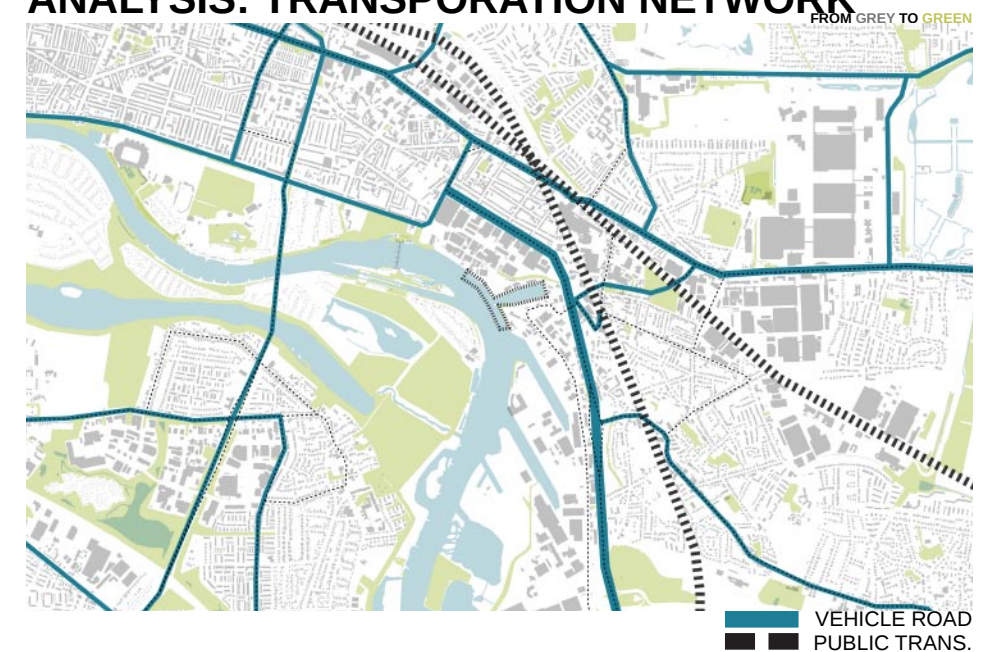 ANALYSIS: TRANSPORATION NETWORK
FROM GREY TO GREEN
VEHICLE ROAD
PUBLIC TRANS.